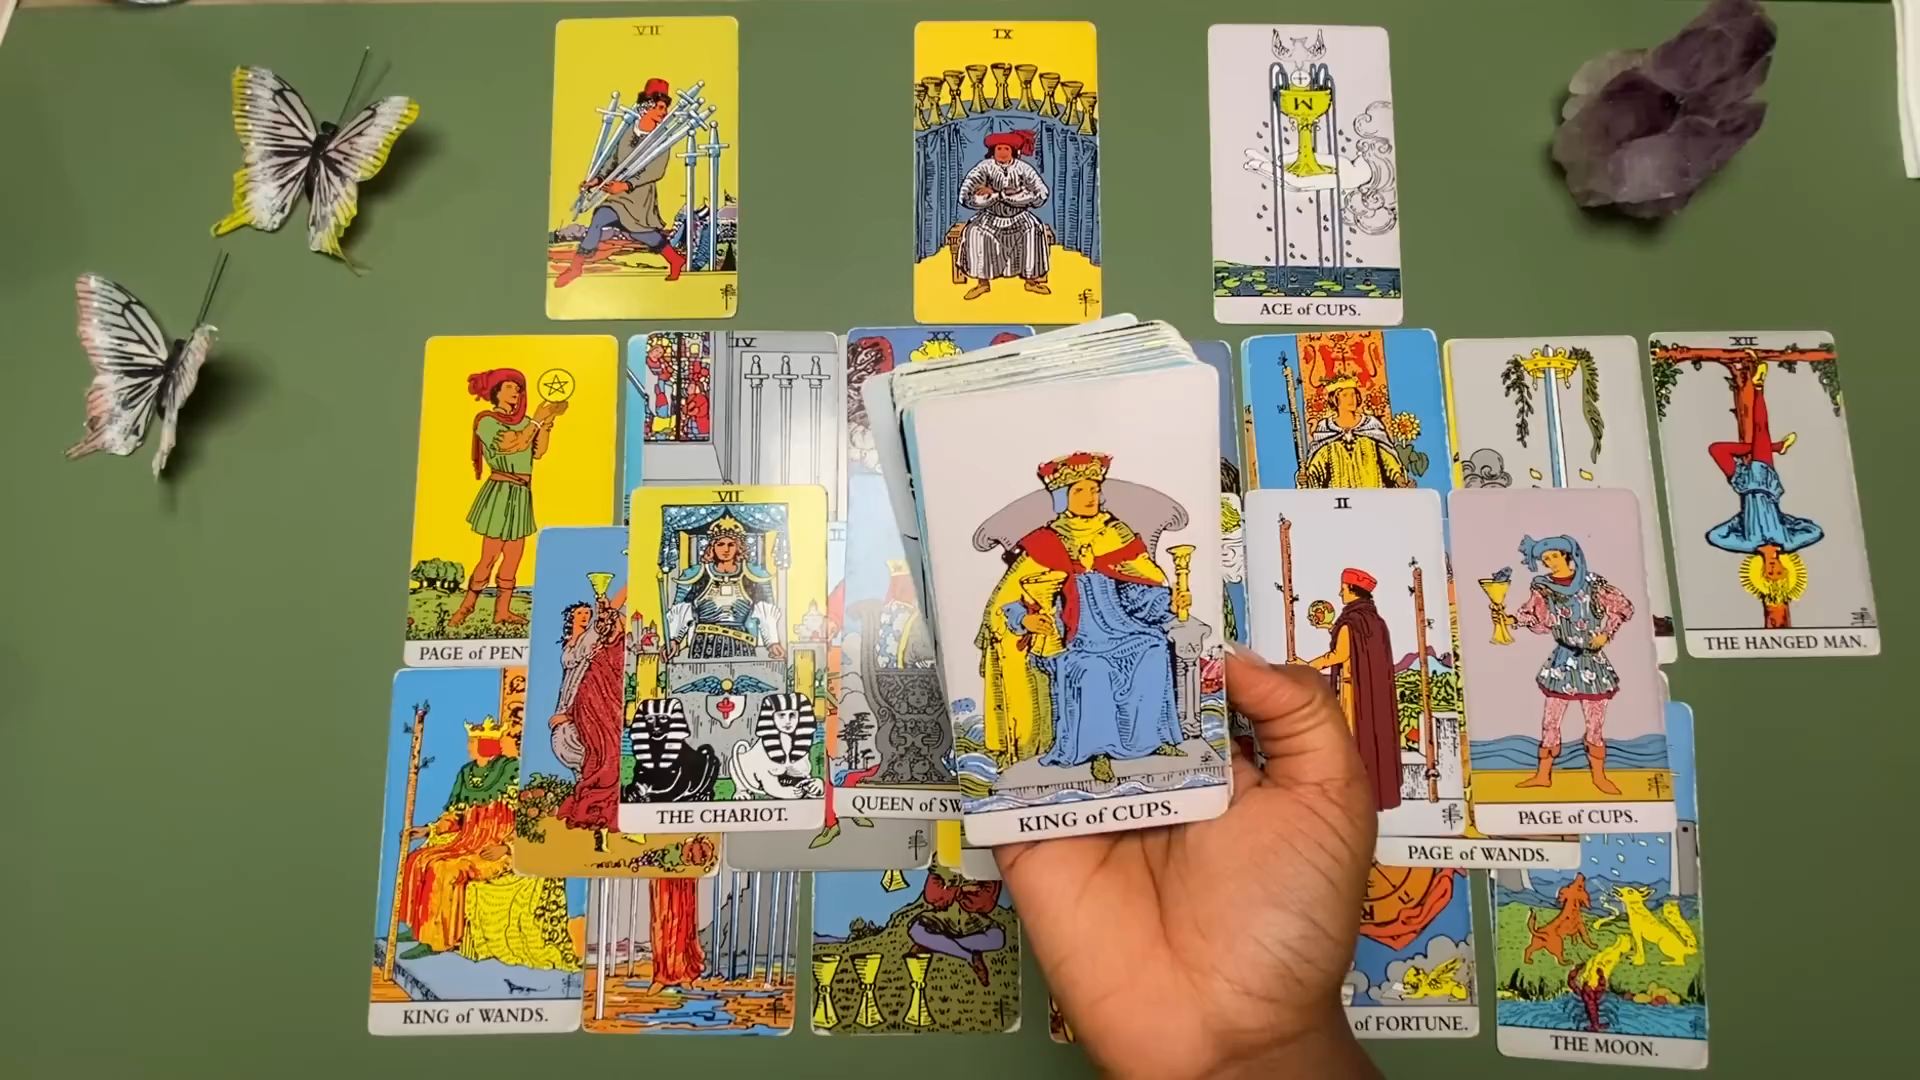 VII
IX
ACE of CUPS.
IV
XX
XII
PAGE of PENT
THE HANGED MAN.
VII
II
THE CHARIOT.
QUEEN of SW
KING of CUPS.
PAGE of CUPS.
PAGE of WANDS.
KING of WANDS.
of FORTUNE.
THE MOON.